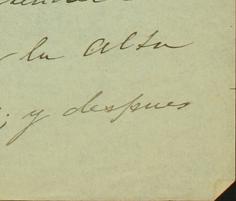 la alta
; y despues